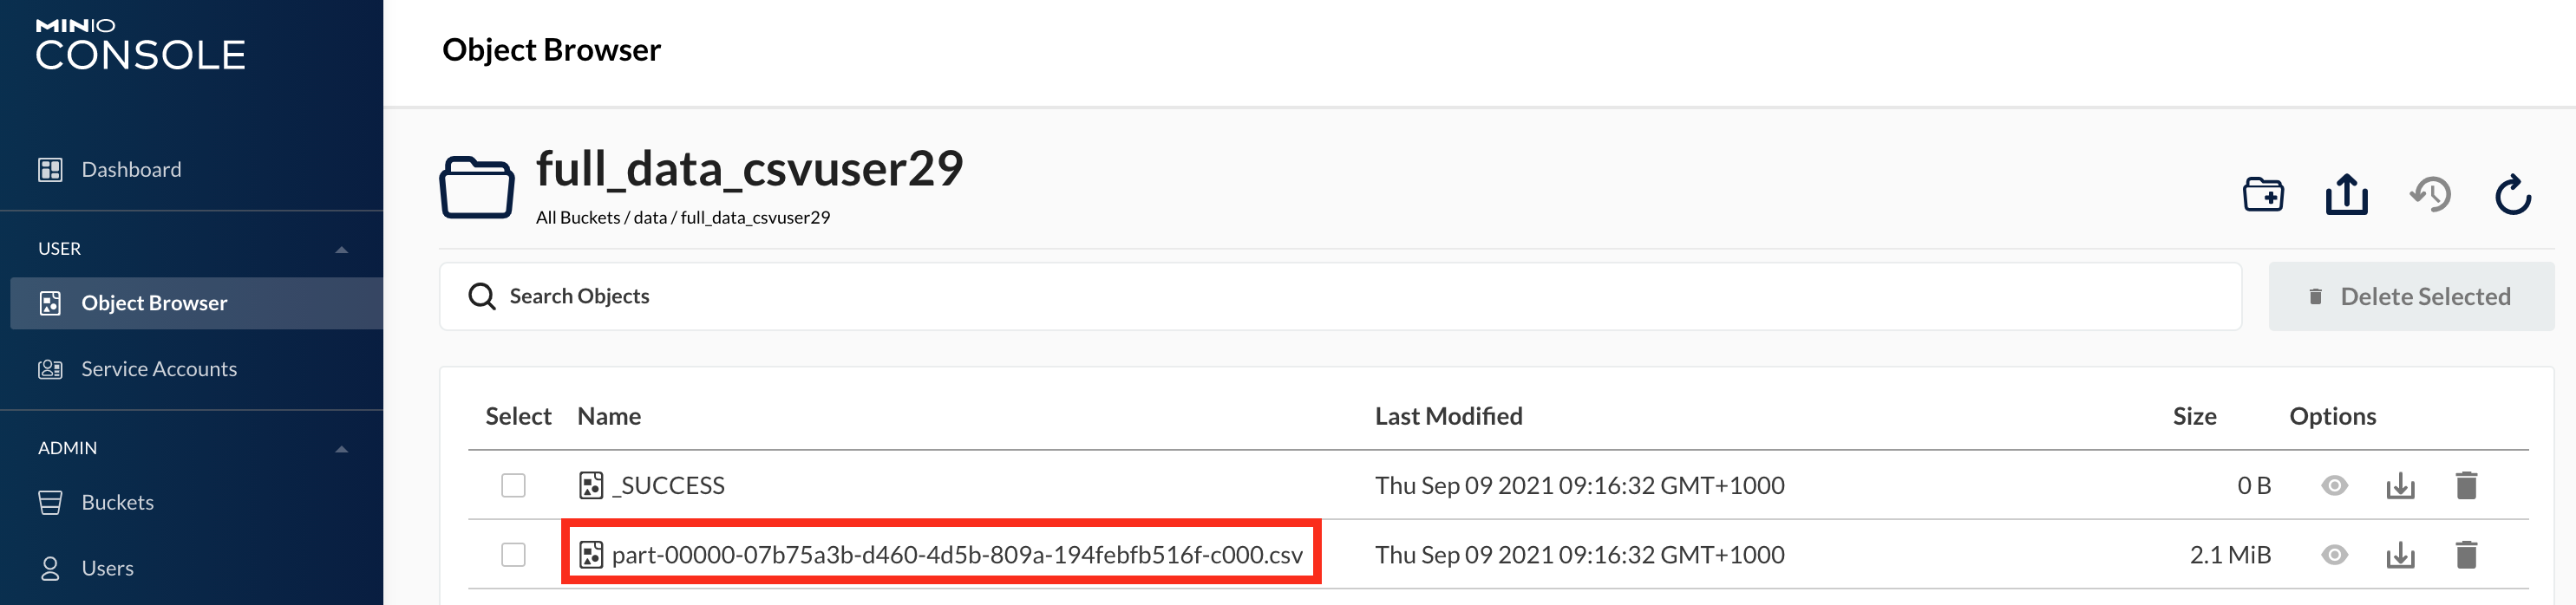 MINIO
CONSOLE
Dashboard
USER
Object Browser
Service Accounts
ADMIN
Buckets
Users
Object Browser
full_data_csvuser29
All Buckets / data / full_data_csvuser29
Search Objects
Delete Selected
Select Name Last Modified Size Options
_SUCCESS Thu Sep 09 2021 09:16:32 GMT+1000 0 B
part-00000-07b75a3b-d460-4d5b-809a-194febfb516f-c000.csv Thu Sep 09 2021 09:16:32 GMT+1000 2.1 MiB